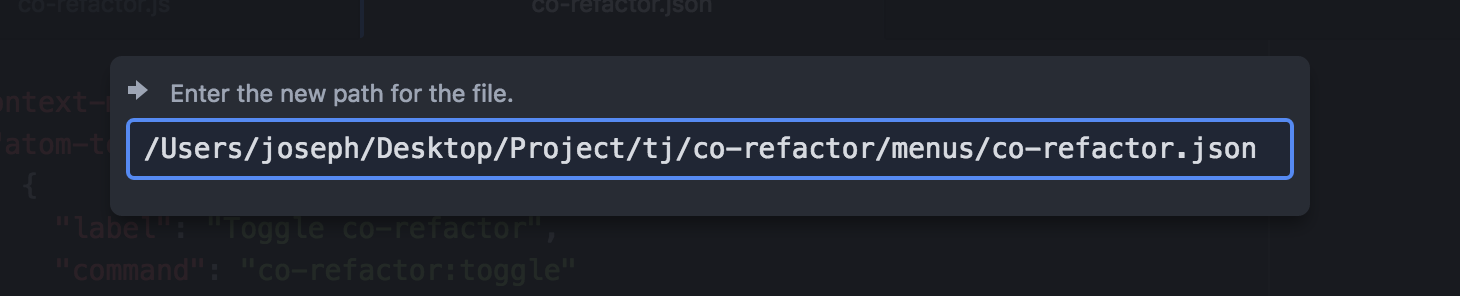 co-refactor.js co-refactor.json
Enter the new path for the file.
/Users/joseph/Desktop/Project/tj/co-refactor/menus/co-refactor.json
{
"label": "Toggle co-refactor",
"command": "co-refactor:toggle"